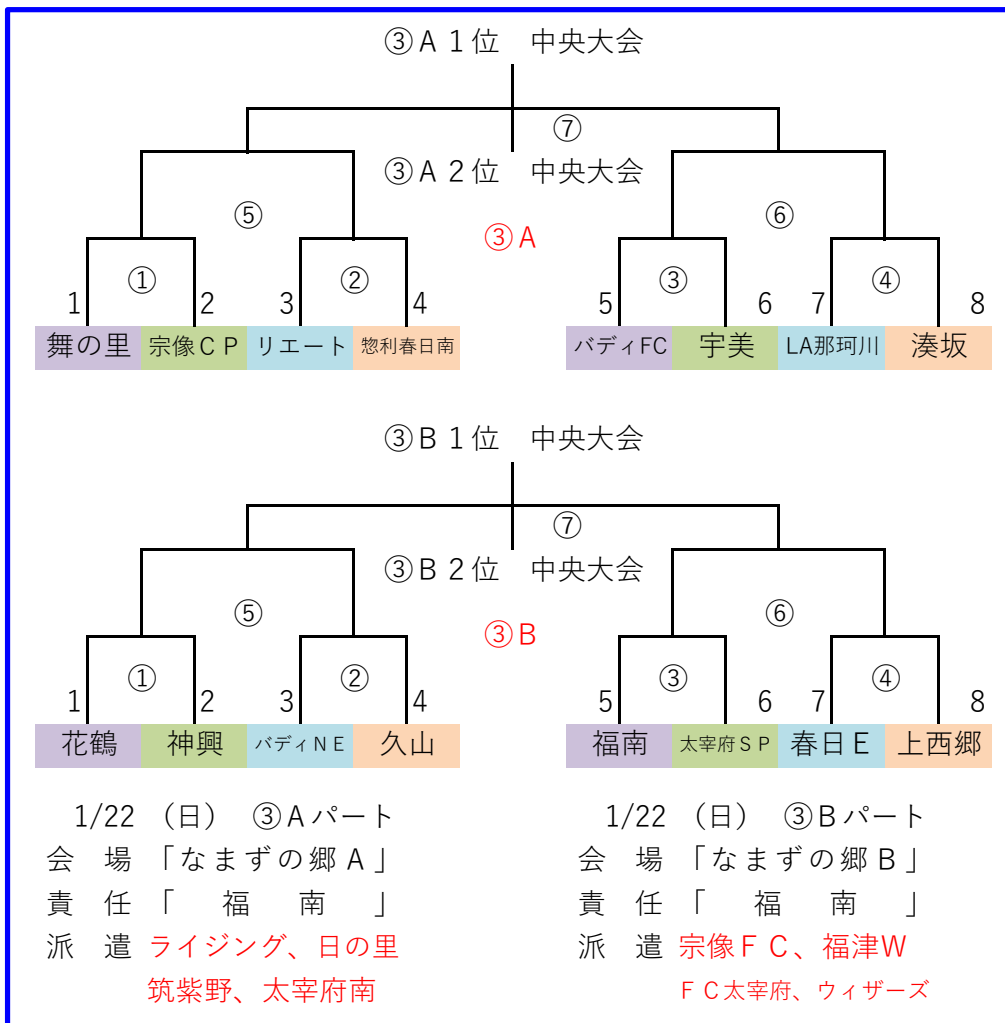 ③A１位　中央大会
⑦
③A２位　中央大会
⑤ ⑥
③A
① ② ③ ④
1 2 3 4 5 6 7 8
舞の里 宗像ＣＰ リエート 惣利春日南 バディFC 宇美 LA那珂川 湊坂
③B１位　中央大会
⑦
③B２位　中央大会
⑤ ⑥
③B
① ② ③ ④
1 2 3 4 5 6 7 8
花鶴 神興 バディＮＥ 久山 福南 太宰府ＳＰ 春日Ｅ 上西郷
1/22 （日） ③Aパート
会　場 「なまずの郷A」
責　任 「　福　南　」
派　遣 ライジング、日の里
筑紫野、太宰府南
1/22 （日） ③Bパート
会　場 「なまずの郷B」
責　任 「　福　南　」
派　遣 宗像ＦＣ、福津W
ＦＣ太宰府、ウィザーズ